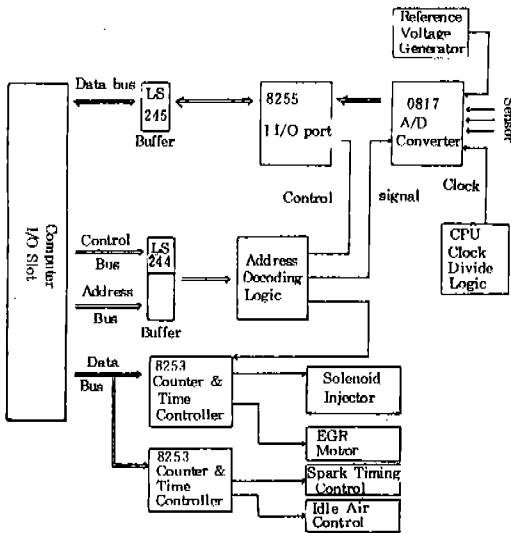 Reference
Voltage
Generator
Data bus
LS
245
Buffer
8255
I/O port
0817
A/D
Converter
Sensor
Control
signal
Clock
Computer
I/O Slot
Control
Bus
Address
Bus
LS
244
Buffer
Address
Decoding
Logic
CPU
Clock
Divide
Logic
Data
Bus
8253
Counter &
Time
Controller
Solenoid
Injector
EGR
Motor
8253
Counter &
Time
Controller
Spark Timing
Control
Idle Air
Control